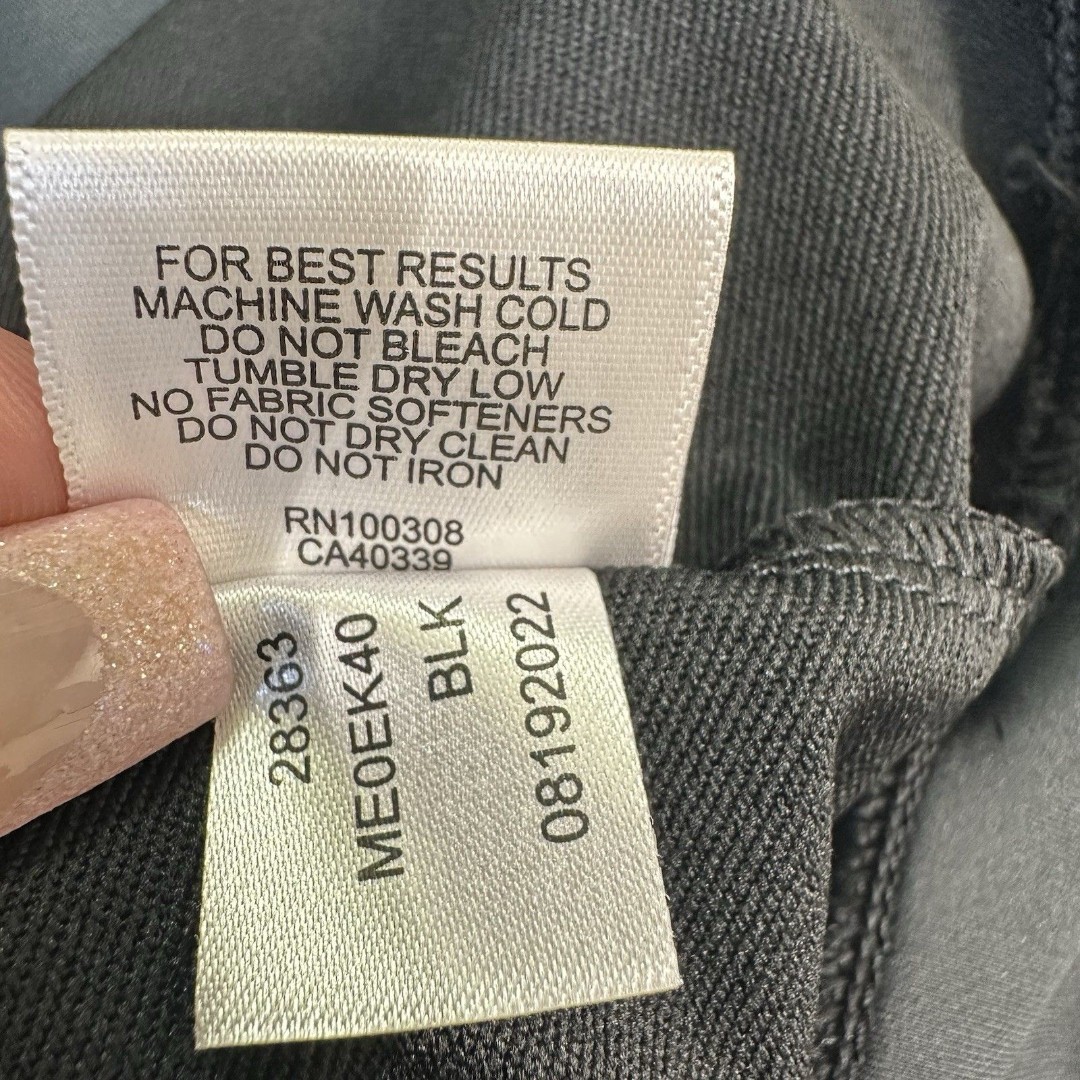 FOR BEST RESULTS
MACHINE WASH COLD
DO NOT BLEACH
TUMBLE DRY LOW
NO FABRIC SOFTENERS
DO NOT DRY CLEAN
DO NOT IRON
RN100308
CA40339
28363
ME0EK40
BLK
08192022